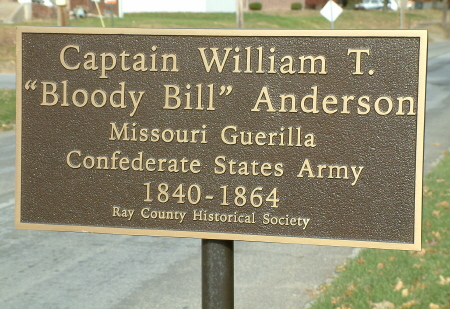 Captain William T.
“Bloody Bill” Anderson
Missouri Guerilla
Confederate States Army
1840-1864
Ray County Historical Society